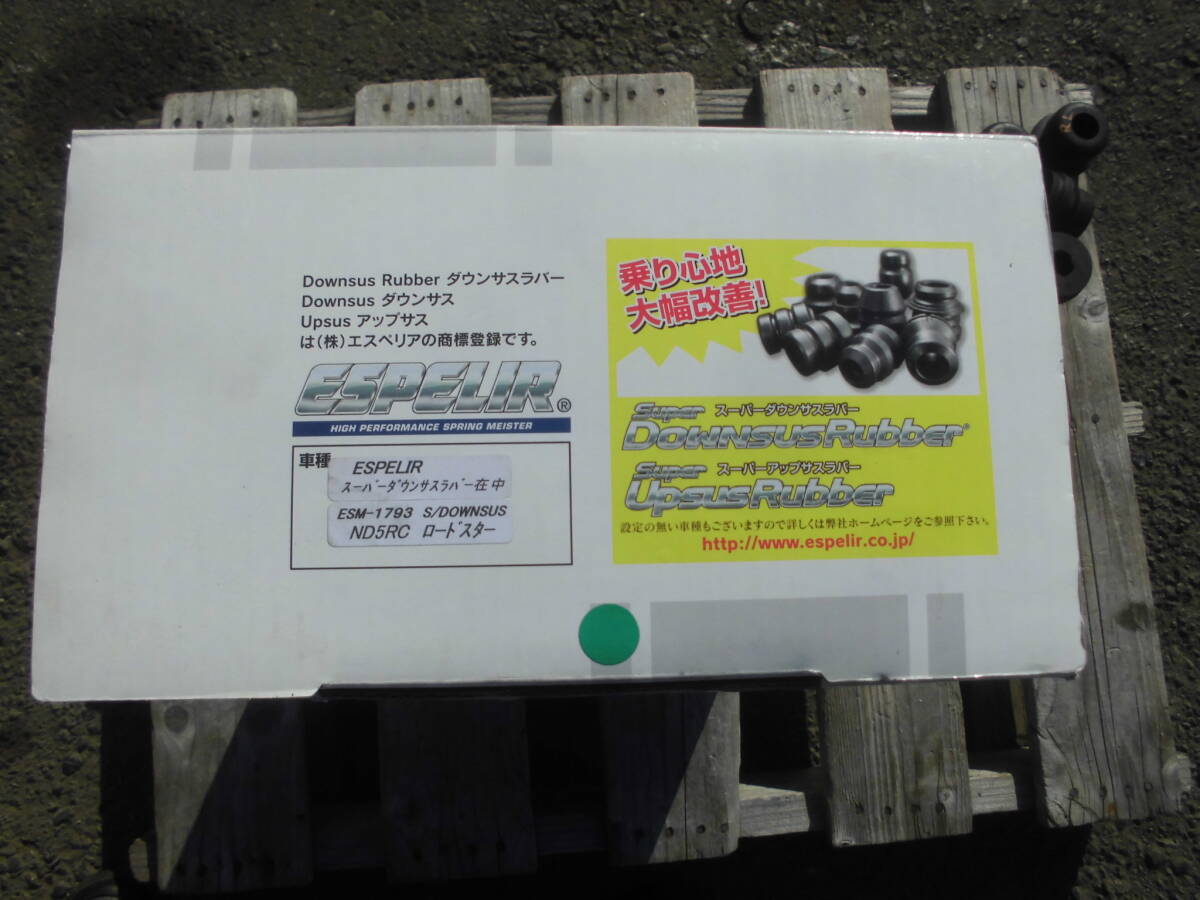 Downsus Rubber ダウンサスラバー
Downsus ダウンサス
Upsus アップサス
は(株)エスペリアの商標登録です。
ESPELIR®
HIGH PERFORMANCE SPRING MEISTER
車種
ESPELIR
スーパーダウンサスラバー在中
ESM-1793 S/DOWNSUS
ND5RC ロードスター
乗り心地
大幅改善!
Super スーパーダウンサスラバー
DOWNSUS RUBBER®
Super スーパーアップサスラバー
UPSUS RUBBER
設定の無い車種もございますので詳しくは弊社ホームページをご参照下さい。
http://www.espelir.co.jp/